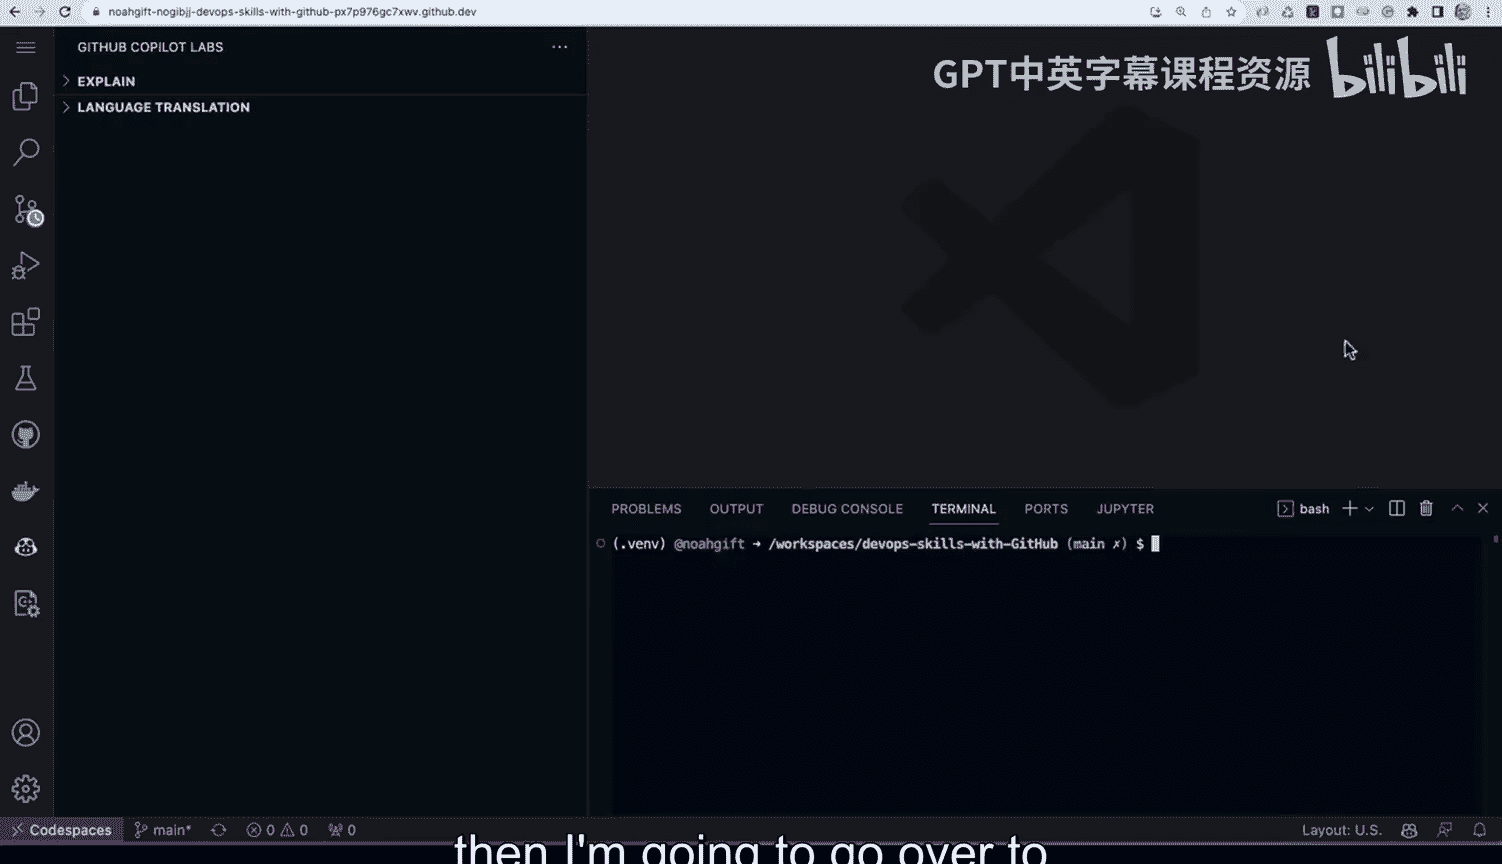 noahgift-nogibjj-devops-skills-with-github-px7p976gc7xwv.github.dev
GITHUB COPILOT LABS
EXPLAIN
LANGUAGE TRANSLATION
GPT中英字幕课程资源 bilibili
PROBLEMS OUTPUT DEBUG CONSOLE TERMINAL PORTS JUPYTER bash
(.venv) @noahgift → /workspaces/devops-skills-with-GitHub (main ✗) $
Codespaces main* 0 0 0 Layout: U.S.
then I'm going to go over to